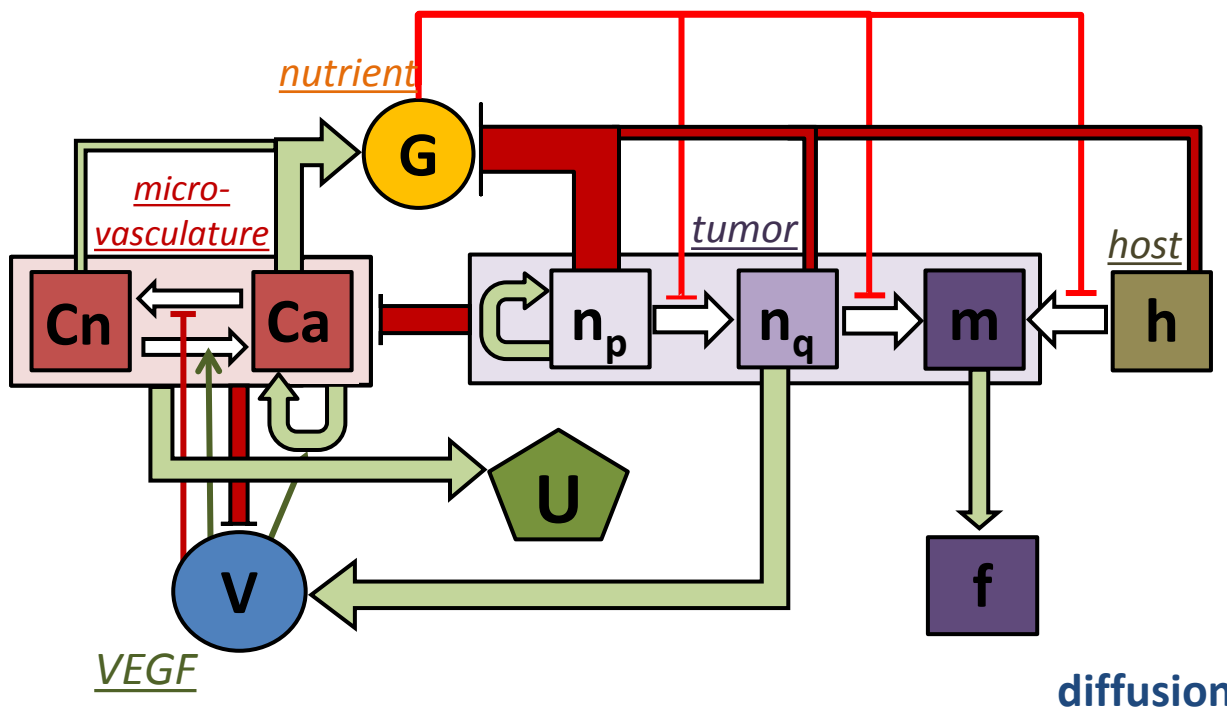 nutrient
G
micro-
vasculature
tumor
host
Cn
Ca
np
nq
m
h
U
V
f
VEGF
diffusion